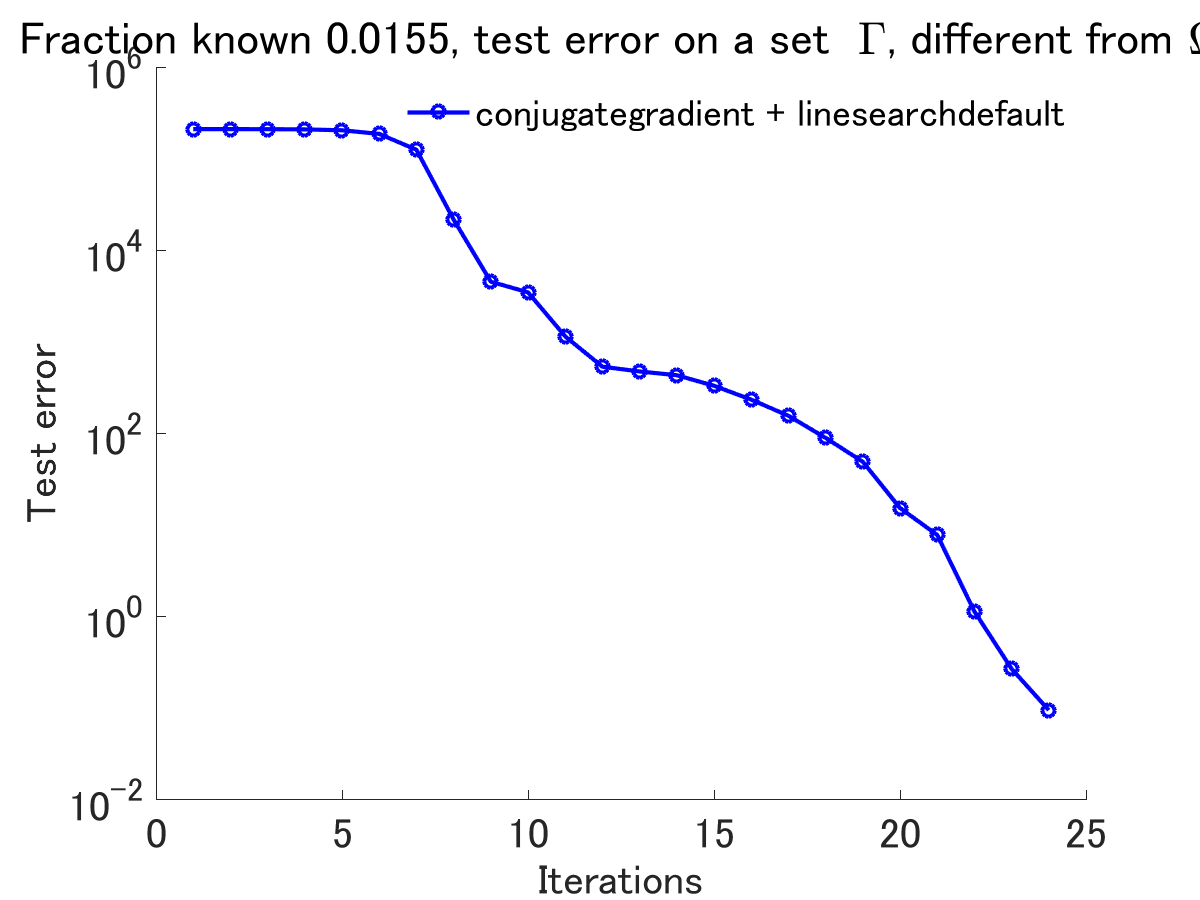 Fraction known 0.0155, test error on a set Γ, different from Ω
10^6
conjugategradient + linesearchdefault
10^4
10^2
10^0
10^-2
Test error
0 5 10 15 20 25
Iterations